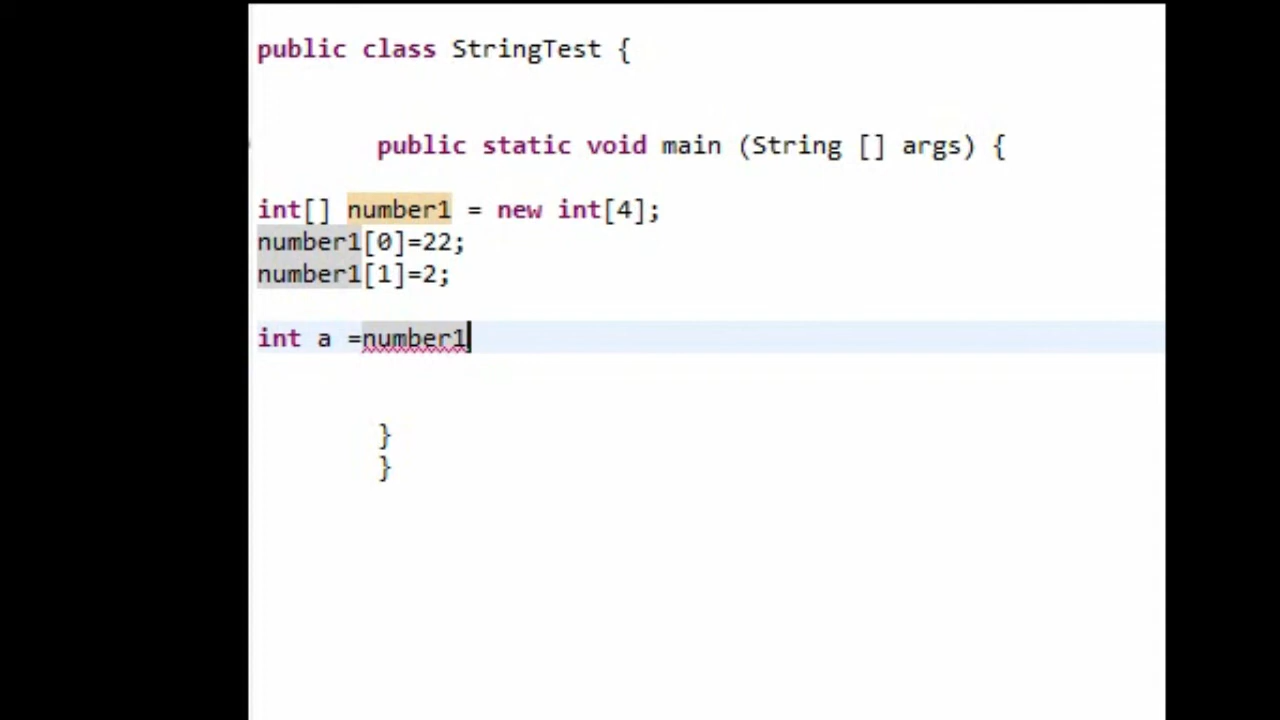 public class StringTest {
public static void main (String [] args) {
int[] number1 = new int[4];
number1[0]=22;
number1[1]=2;
int a =number1
}
}